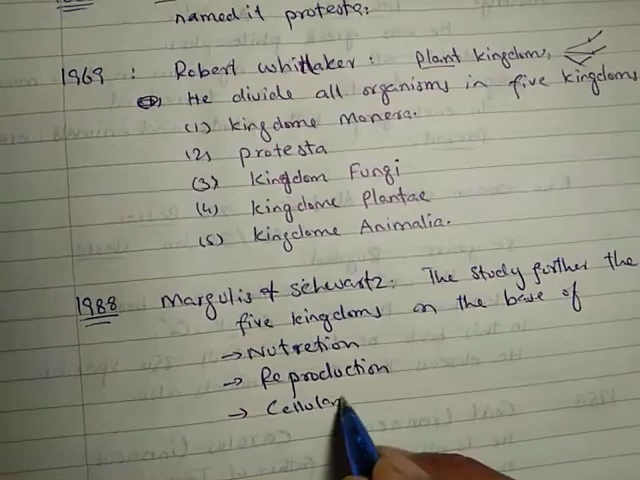 named it protesta.
1969 : Robert Whittaker : Plant kingdoms,
He divide all organisms in five kingdoms
(1) kingdome Monera.
(2) protesta
(3) kingdom Fungi
(4) kingdome Plantae
(5) kingdome Animalia.
1988 Margulis & Schwartz : The study further the
five kingdoms on the base of
→ Nutretion
→ Reproduction
→ Cellular